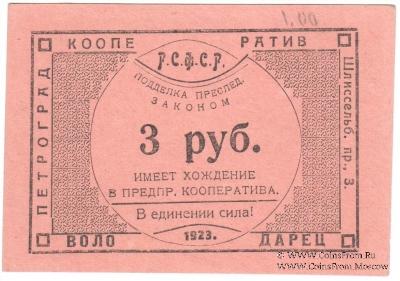 1.00
КООПЕ РАТИВ
ПЕТРОГРАД
Шлиссельб. пр., 3.
Р.С.Ф.С.Р.
ПОДДЕЛКА ПРЕСЛЕД.
ЗАКОНОМ
3 руб.
ИМЕЕТ ХОЖДЕНИЕ
В ПРЕДПР. КООПЕРАТИВА.
В единении сила!
1923.
ВОЛО ДАРЕЦ
© www.CoinsFrom.Ru
© www.CoinsFrom.Moscow